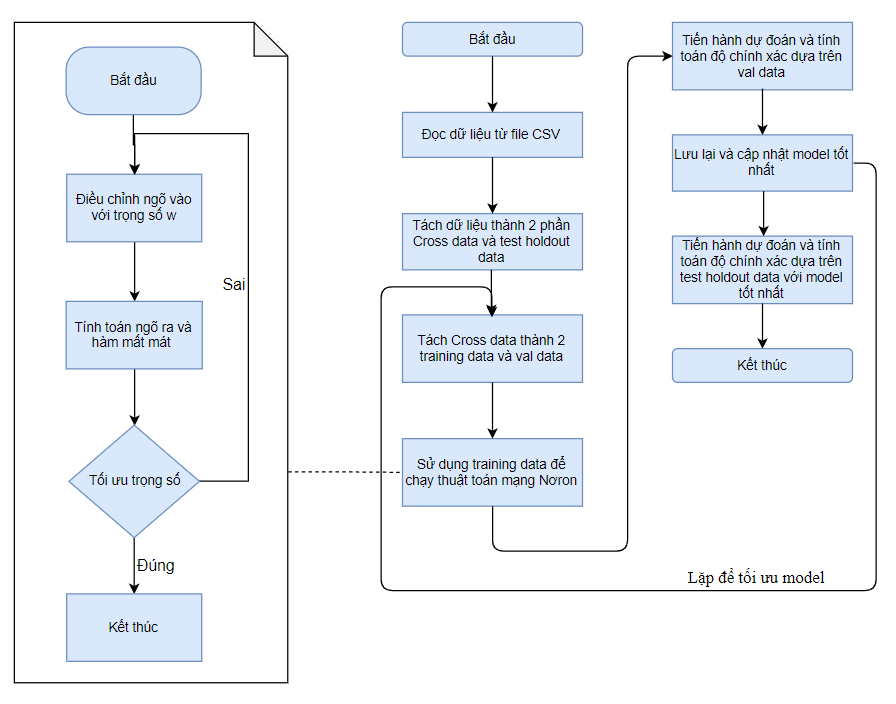 Bắt đầu
Điều chỉnh ngõ vào
với trọng số w
Sai
Tính toán ngõ ra và
hàm mất mát
Tối ưu trọng số
Đúng
Kết thúc
Bắt đầu
Đọc dữ liệu từ file CSV
Tách dữ liệu thành 2 phần
Cross data và test holdout
data
Tách Cross data thành 2
training data và val data
Sử dụng training data để
chạy thuật toán mạng Nơron
Tiến hành dự đoán và tính
toán độ chính xác dựa trên
val data
Lưu lại và cập nhật model tốt
nhất
Tiến hành dự đoán và tính
toán độ chính xác dựa trên
test holdout data với model
tốt nhất
Kết thúc
Lặp để tối ưu model